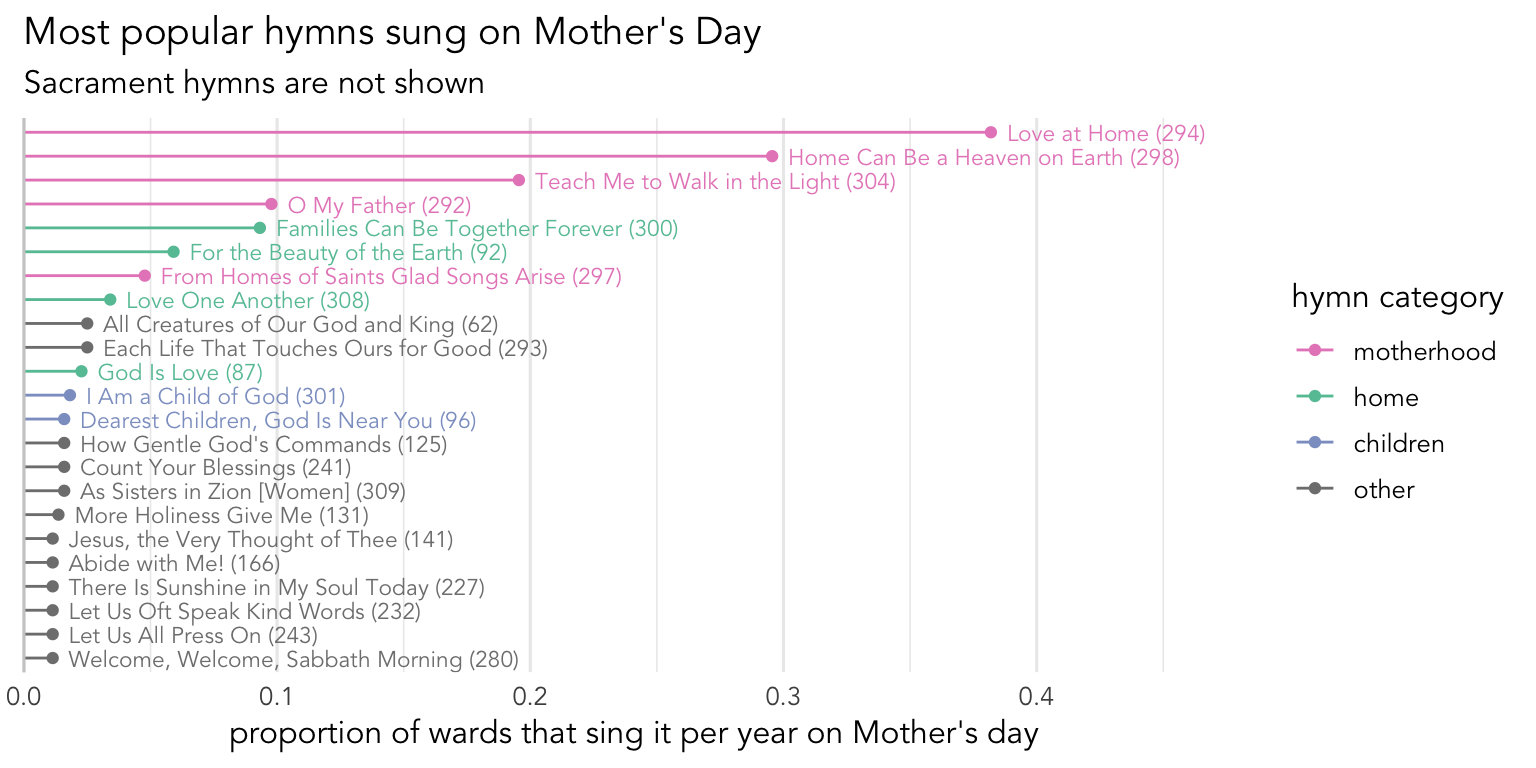 Most popular hymns sung on Mother's Day
Sacrament hymns are not shown
Love at Home (294)
Home Can Be a Heaven on Earth (298)
Teach Me to Walk in the Light (304)
O My Father (292)
Families Can Be Together Forever (300)
For the Beauty of the Earth (92)
From Homes of Saints Glad Songs Arise (297)
Love One Another (308)
All Creatures of Our God and King (62)
Each Life That Touches Ours for Good (293)
God Is Love (87)
I Am a Child of God (301)
Dearest Children, God Is Near You (96)
How Gentle God's Commands (125)
Count Your Blessings (241)
As Sisters in Zion [Women] (309)
More Holiness Give Me (131)
Jesus, the Very Thought of Thee (141)
Abide with Me! (166)
There Is Sunshine in My Soul Today (227)
Let Us Oft Speak Kind Words (232)
Let Us All Press On (243)
Welcome, Welcome, Sabbath Morning (280)
0.0 0.1 0.2 0.3 0.4
proportion of wards that sing it per year on Mother's day
hymn category
motherhood
home
children
other